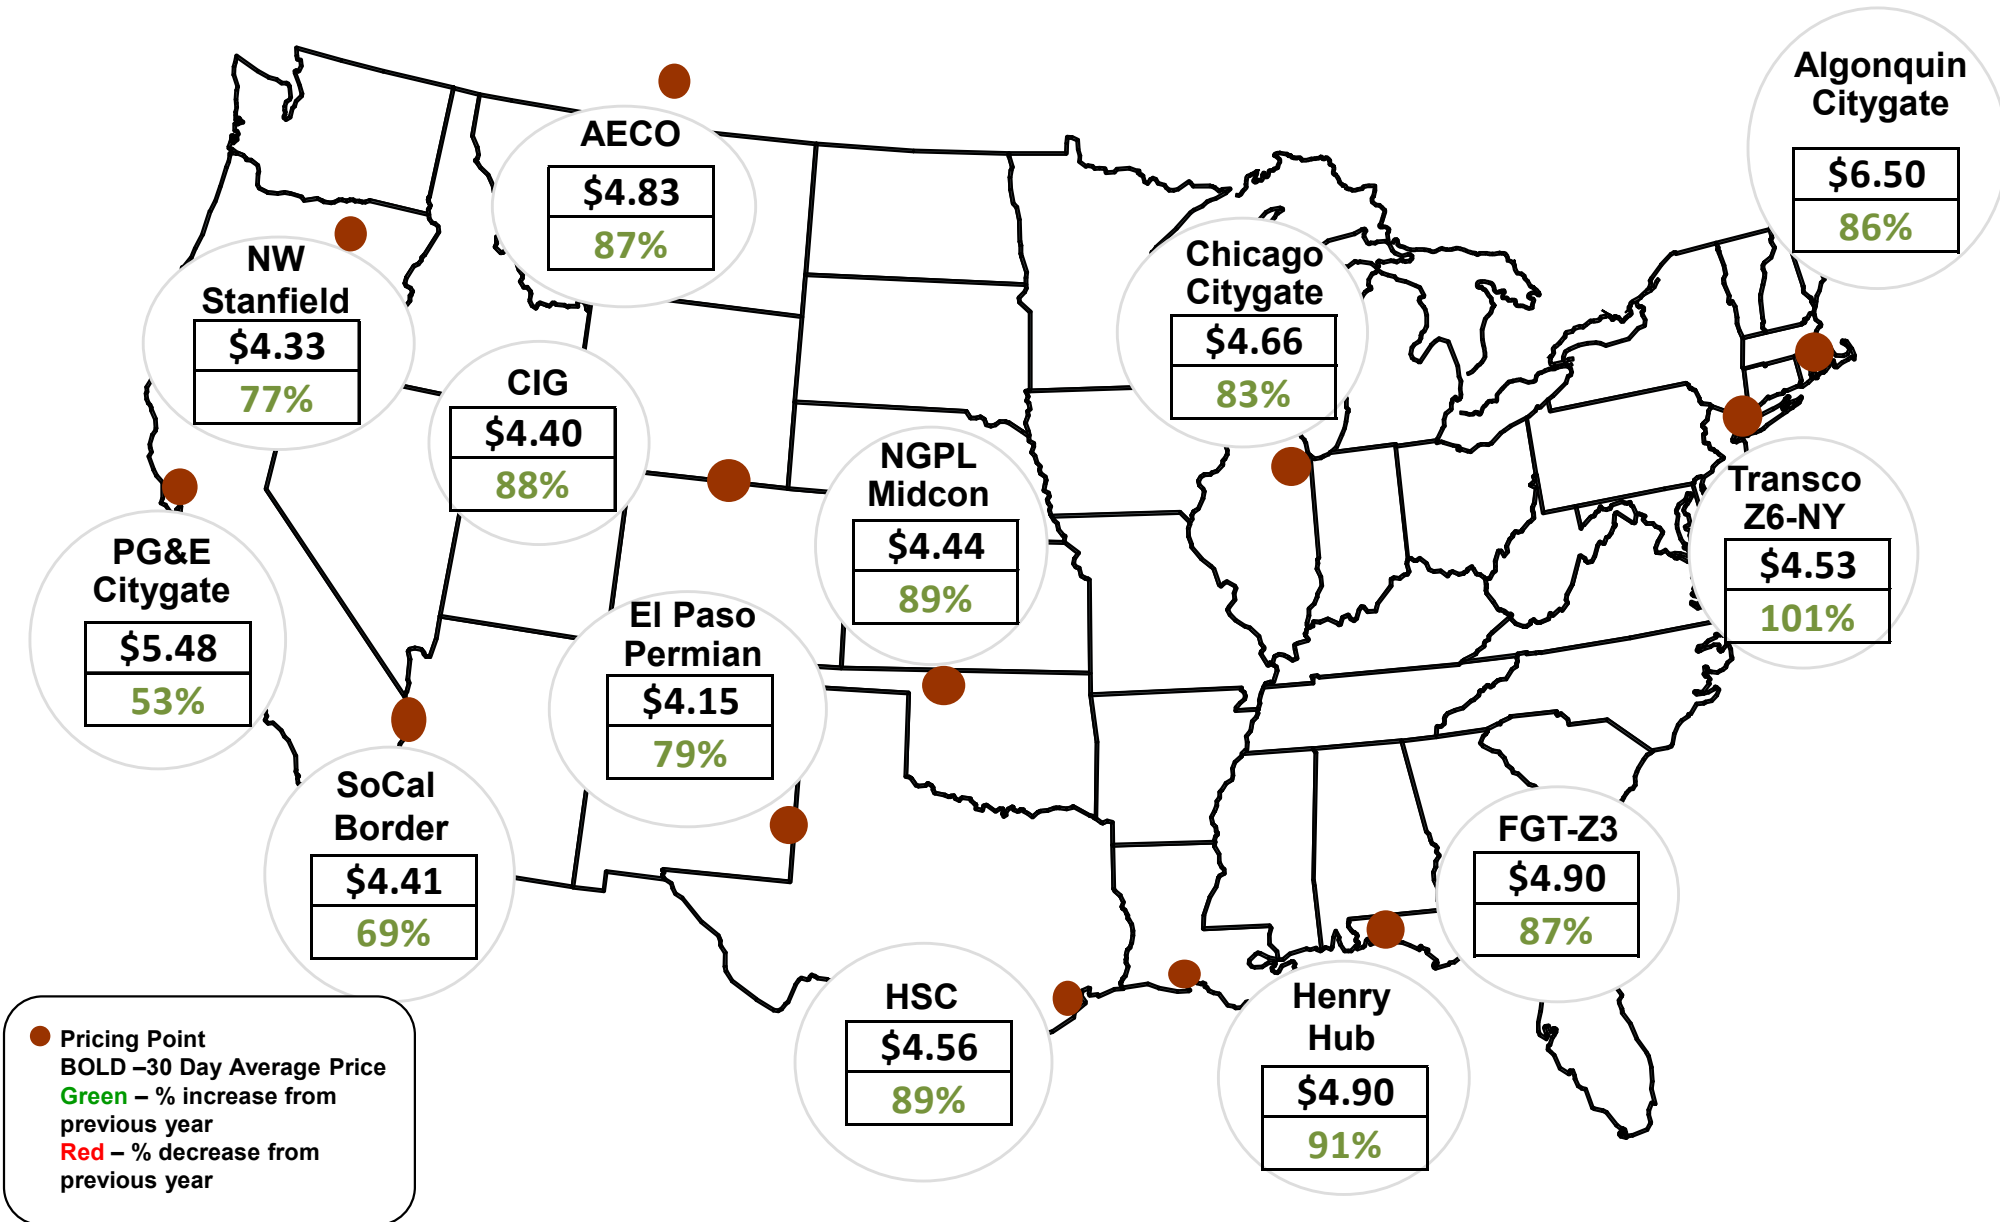 Algonquin
Citygate
$6.50
86%
AECO
$4.83
87%
NW
Stanfield
$4.33
77%
Chicago
Citygate
$4.66
83%
CIG
$4.40
88%
NGPL
Midcon
$4.44
89%
Transco
Z6-NY
$4.53
101%
PG&E
Citygate
$5.48
53%
El Paso
Permian
$4.15
79%
SoCal
Border
$4.41
69%
FGT-Z3
$4.90
87%
HSC
$4.56
89%
Henry
Hub
$4.90
91%
Pricing Point
BOLD –30 Day Average Price
Green – % increase from
previous year
Red – % decrease from
previous year